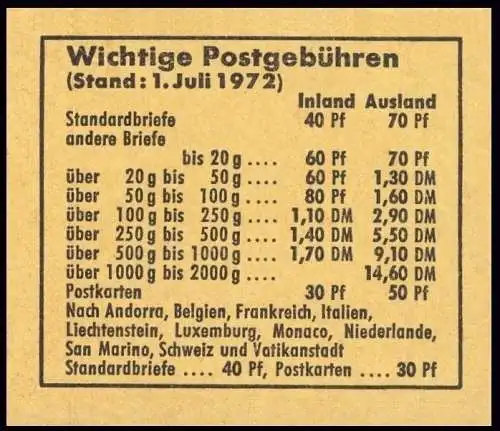 Wichtige Postgebühren
(Stand: 1. Juli 1972)
Inland Ausland
Standardbriefe 40 Pf 70 Pf
andere Briefe
bis 20 g .... 60 Pf 70 Pf
über 20 g bis 50 g .... 60 Pf 1,30 DM
über 50 g bis 100 g .... 80 Pf 1,60 DM
über 100 g bis 250 g .... 1,10 DM 2,90 DM
über 250 g bis 500 g .... 1,40 DM 5,50 DM
über 500 g bis 1000 g .... 1,70 DM 9,10 DM
über 1000 g bis 2000 g .... 14,60 DM
Postkarten 30 Pf 50 Pf
Nach Andorra, Belgien, Frankreich, Italien,
Liechtenstein, Luxemburg, Monaco, Niederlande,
San Marino, Schweiz und Vatikanstadt
Standardbriefe .... 40 Pf, Postkarten .... 30 Pf